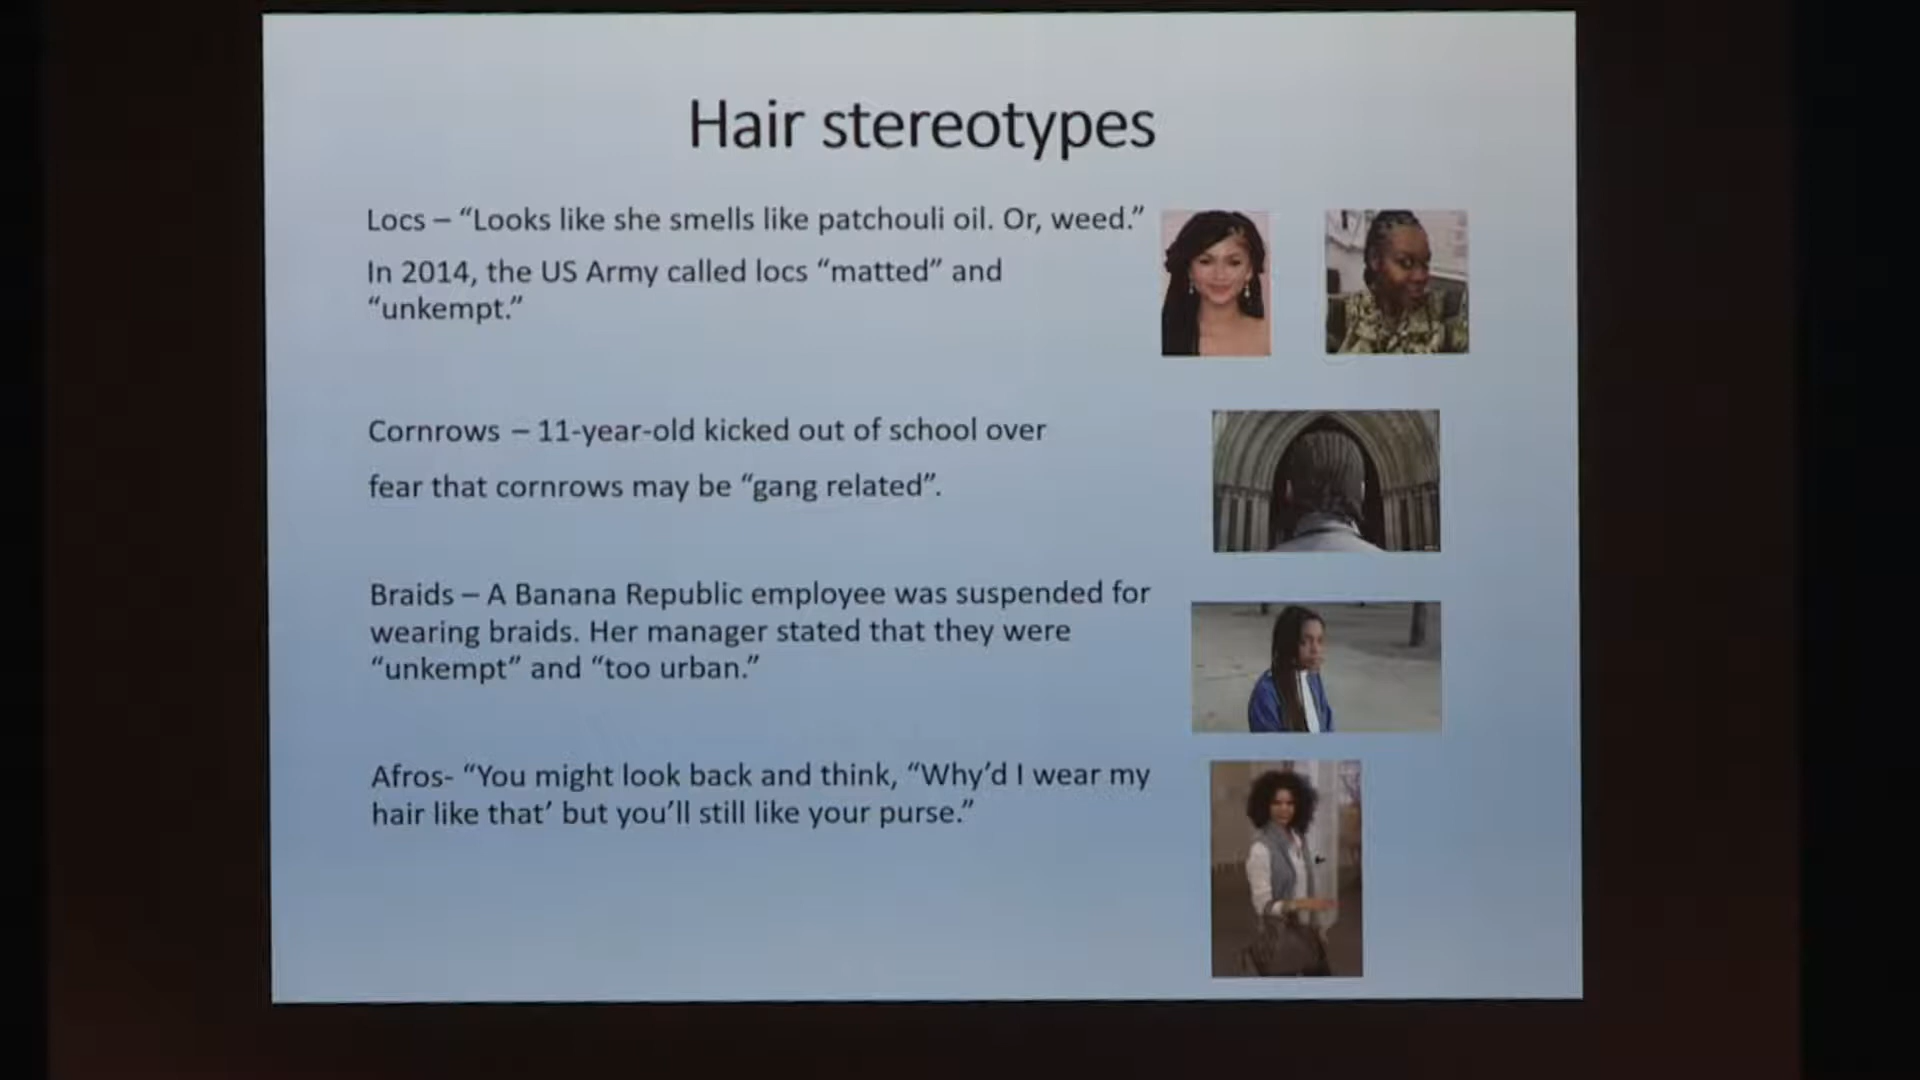 Hair stereotypes
Locs – “Looks like she smells like patchouli oil. Or, weed.”
In 2014, the US Army called locs “matted” and
“unkempt.”
Cornrows – 11-year-old kicked out of school over
fear that cornrows may be “gang related”.
Braids – A Banana Republic employee was suspended for
wearing braids. Her manager stated that they were
“unkempt” and “too urban.”
Afros- “You might look back and think, “Why’d I wear my
hair like that’ but you’ll still like your purse.”